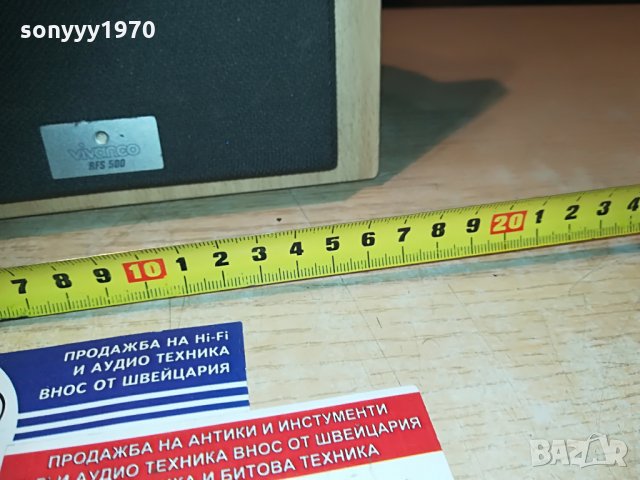 sonyyy1970
vivanco
RFS 500
7 8 9 10 1 2 3 4 5 6 7 8 9 20 1 2 3 4
ПРОДАЖБА НА Hi-Fi
И АУДИО ТЕХНИКА
ВНОС ОТ ШВЕЙЦАРИЯ
ПРОДАЖБА НА АНТИКИ И ИНСТУМЕНТИ
И АУДИО ТЕХНИКА ВНОС ОТ ШВЕЙЦАРИЯ
И БИТОВА ТЕХНИКА
BAZAR